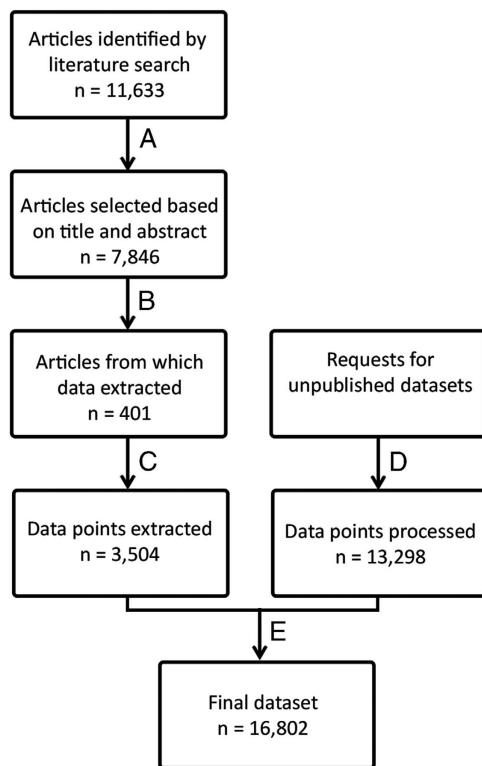 Articles identified by
literature search
n = 11,633
A
Articles selected based
on title and abstract
n = 7,846
B
Articles from which
data extracted
n = 401
Requests for
unpublished datasets
C
D
Data points extracted
n = 3,504
Data points processed
n = 13,298
E
Final dataset
n = 16,802